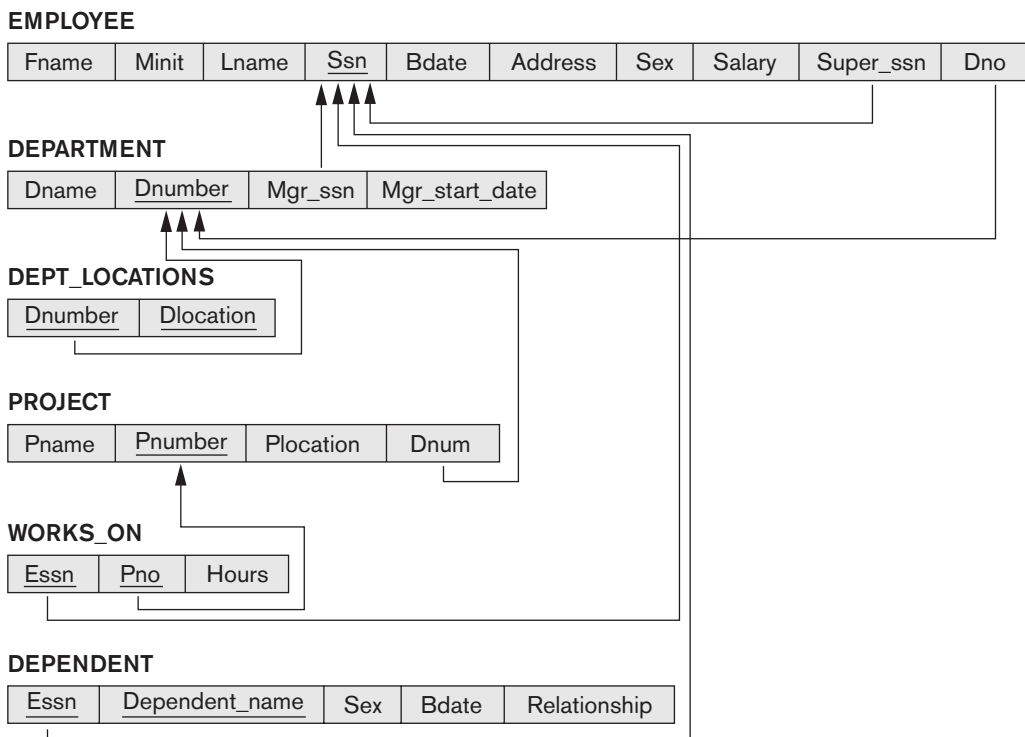 EMPLOYEE
Fname Minit Lname Ssn Bdate Address Sex Salary Super_ssn Dno
DEPARTMENT
Dname Dnumber Mgr_ssn Mgr_start_date
DEPT_LOCATIONS
Dnumber Dlocation
PROJECT
Pname Pnumber Plocation Dnum
WORKS_ON
Essn Pno Hours
DEPENDENT
Essn Dependent_name Sex Bdate Relationship